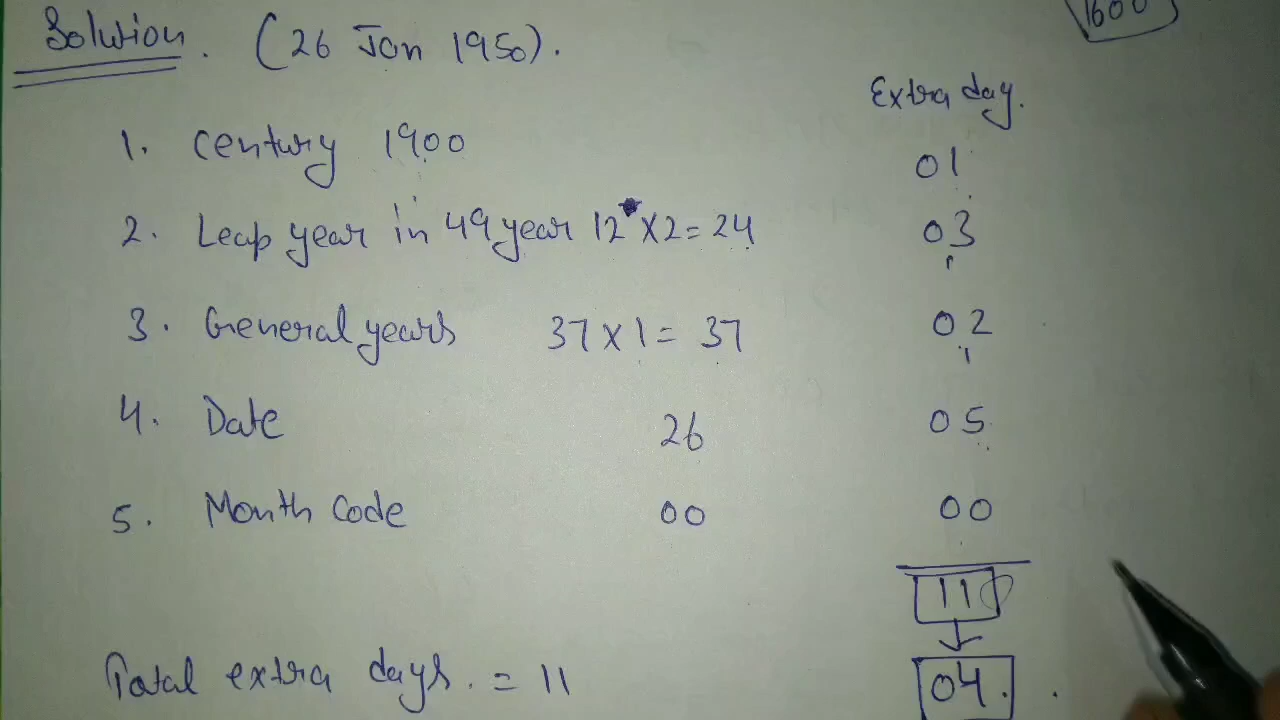 1600
Solution. (26 Jan 1950).
Extra day.
1. Century 1900 01
2. Leap year in 49 year 12 x 2 = 24 03
3. General years 37 x 1 = 37 02
4. Date 26 05
5. Month Code 00 00
11
Total extra days. = 11 04.